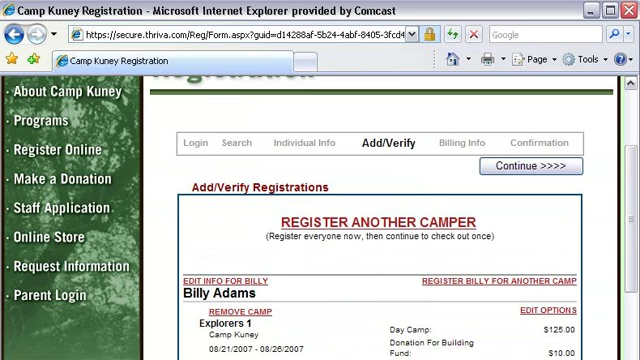 Camp Kuney Registration - Microsoft Internet Explorer provided by Comcast
https://secure.thriva.com/Reg/Form.aspx?guid=d14288af-5b24-4abf-8405-3fcd4
Google
Camp Kuney Registration
Page
Tools
Registration
About Camp Kuney
Programs
Register Online
Make a Donation
Staff Application
Online Store
Request Information
Parent Login
Login Search Individual Info Add/Verify Billing Info Confirmation
Continue >>>>
Add/Verify Registrations
REGISTER ANOTHER CAMPER
(Register everyone now, then continue to check out once)
EDIT INFO FOR BILLY REGISTER BILLY FOR ANOTHER CAMP
Billy Adams
REMOVE CAMP EDIT OPTIONS
Explorers 1
Camp Kuney
08/21/2007 - 08/26/2007
Day Camp: $125.00
Donation For Building
Fund: $10.00